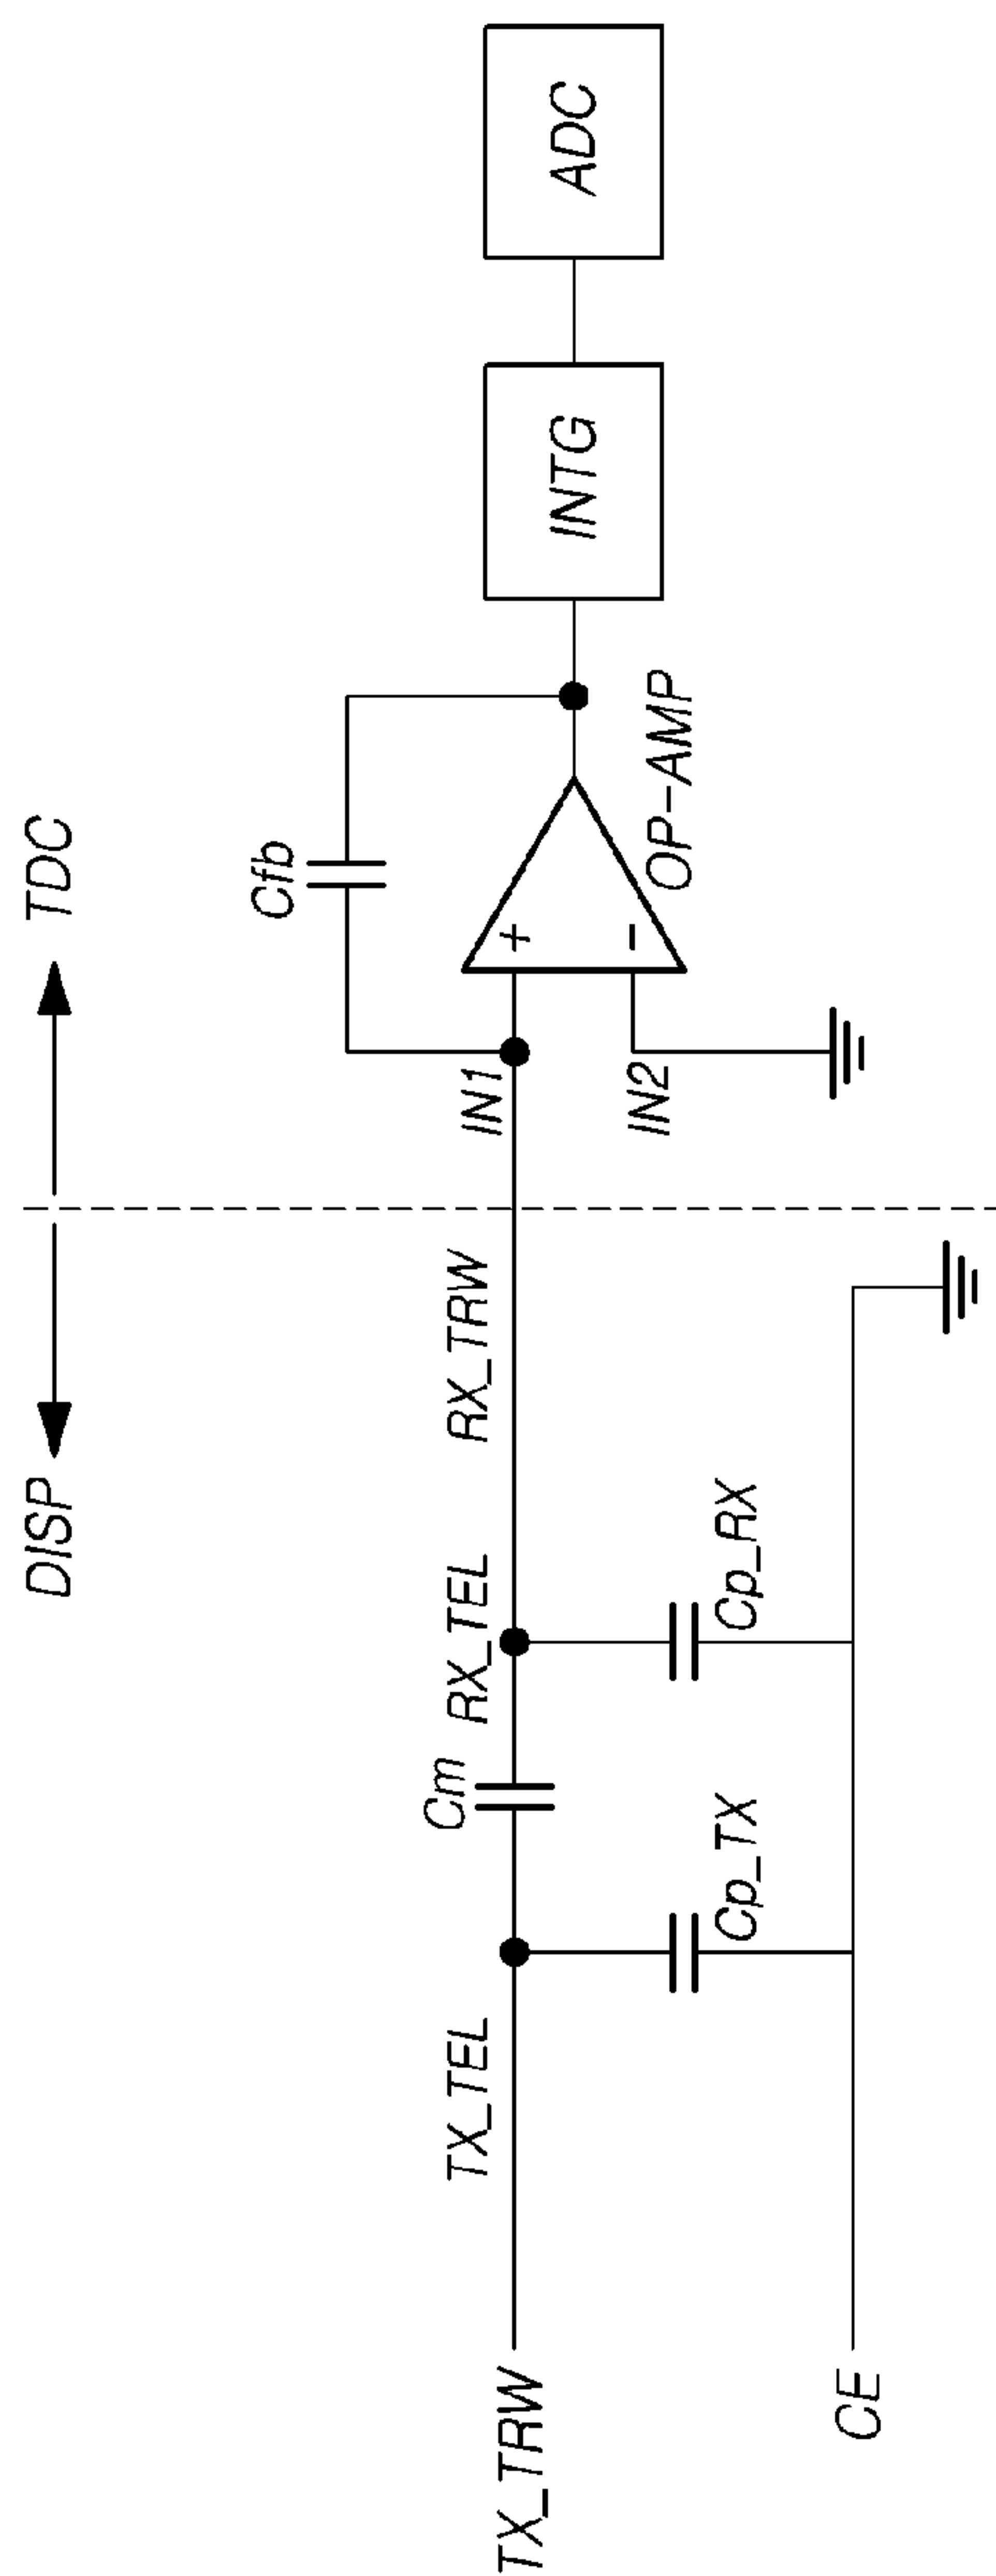 DISP
TDC
Cfb
TX_TRW
TX_TEL
Cm
RX_TEL
RX_TRW
IN1
+
-
IN2
OP-AMP
INTG
ADC
Cp_TX
Cp_RX
CE